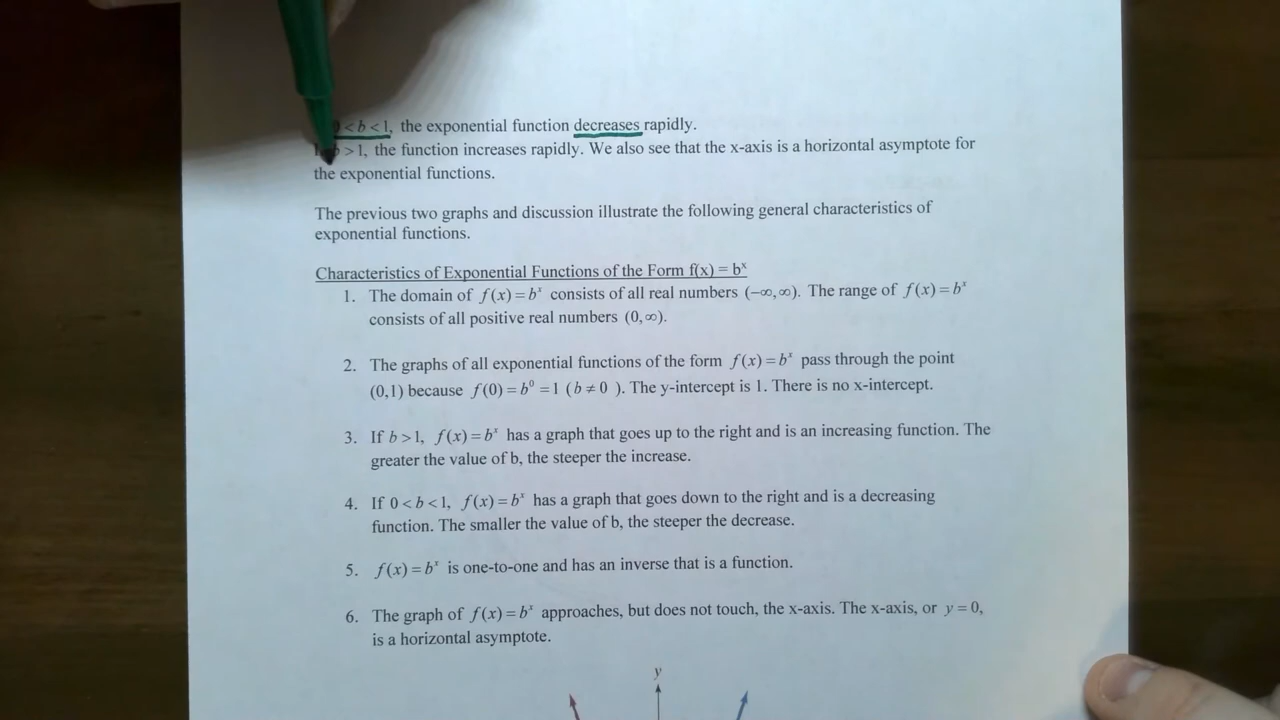 < b < 1, the exponential function decreases rapidly.
> 1, the function increases rapidly. We also see that the x-axis is a horizontal asymptote for
the exponential functions.
The previous two graphs and discussion illustrate the following general characteristics of
exponential functions.
Characteristics of Exponential Functions of the Form f(x) = bˣ
1. The domain of f(x) = bˣ consists of all real numbers (−∞, ∞). The range of f(x) = bˣ
consists of all positive real numbers (0, ∞).
2. The graphs of all exponential functions of the form f(x) = bˣ pass through the point
(0,1) because f(0) = b⁰ = 1 ( b ≠ 0 ). The y-intercept is 1. There is no x-intercept.
3. If b > 1, f(x) = bˣ has a graph that goes up to the right and is an increasing function. The
greater the value of b, the steeper the increase.
4. If 0 < b < 1, f(x) = bˣ has a graph that goes down to the right and is a decreasing
function. The smaller the value of b, the steeper the decrease.
5. f(x) = bˣ is one-to-one and has an inverse that is a function.
6. The graph of f(x) = bˣ approaches, but does not touch, the x-axis. The x-axis, or y = 0,
is a horizontal asymptote.
y